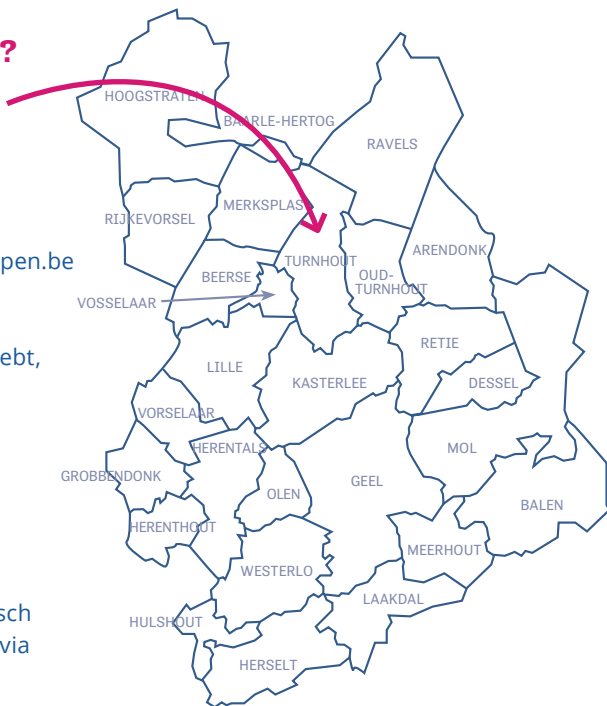 ?
HOOGSTRATEN
BAARLE-HERTOG
RAVELS
MERKSPLAS
RIJKEVORSEL
ARENDONK
TURNHOUT
pen.be
BEERSE
OUD-
TURNHOUT
VOSSELAAR
RETIE
ebt,
LILLE
KASTERLEE
DESSEL
VORSELAAR
HERENTALS
MOL
GROBBENDONK
GEEL
OLEN
BALEN
HERENTHOUT
MEERHOUT
WESTERLO
LAAKDAL
sch
HULSHOUT
via
HERSELT